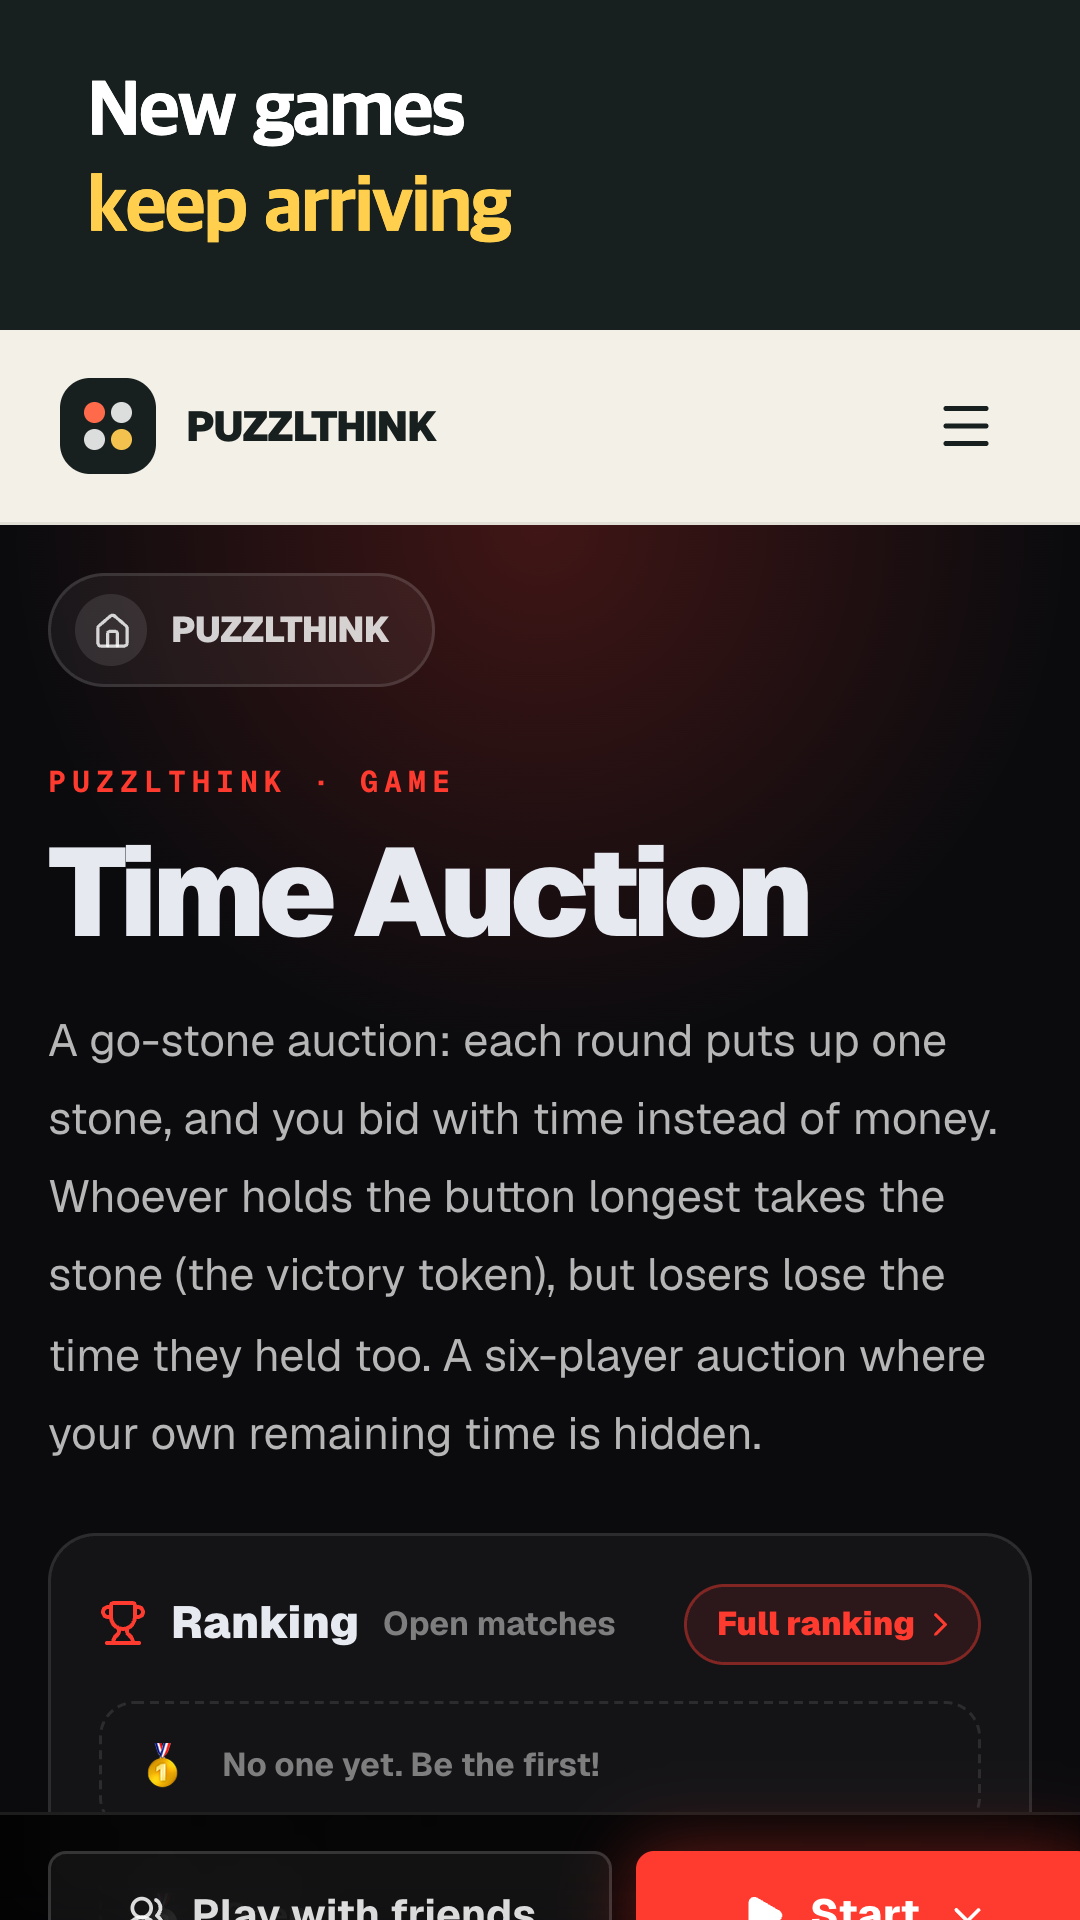 New games
keep arriving
PUZZLTHINK
PUZZLTHINK
PUZZLTHINK · GAME
Time Auction
A go-stone auction: each round puts up one
stone, and you bid with time instead of money.
Whoever holds the button longest takes the
stone (the victory token), but losers lose the
time they held too. A six-player auction where
your own remaining time is hidden.
Ranking Open matches Full ranking
1 No one yet. Be the first!
Play with friends Start